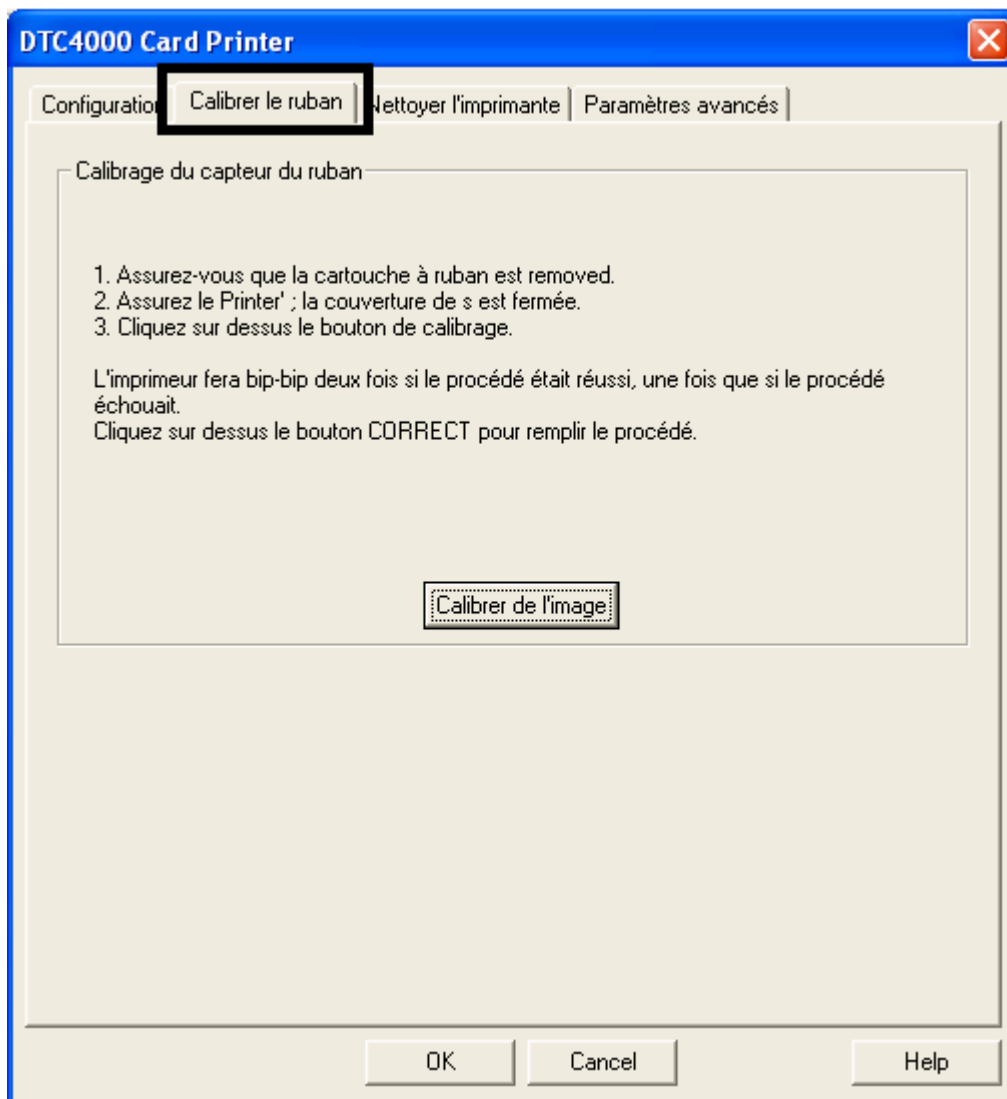 DTC4000 Card Printer
Configuration Calibrer le ruban Nettoyer l'imprimante Paramètres avancés
Calibrage du capteur du ruban
1. Assurez-vous que la cartouche à ruban est removed.
2. Assurez le Printer' ; la couverture de s est fermée.
3. Cliquez sur dessus le bouton de calibrage.
L'imprimeur fera bip-bip deux fois si le procédé était réussi, une fois que si le procédé
échouait.
Cliquez sur dessus le bouton CORRECT pour remplir le procédé.
Calibrer de l'image
OK Cancel Help